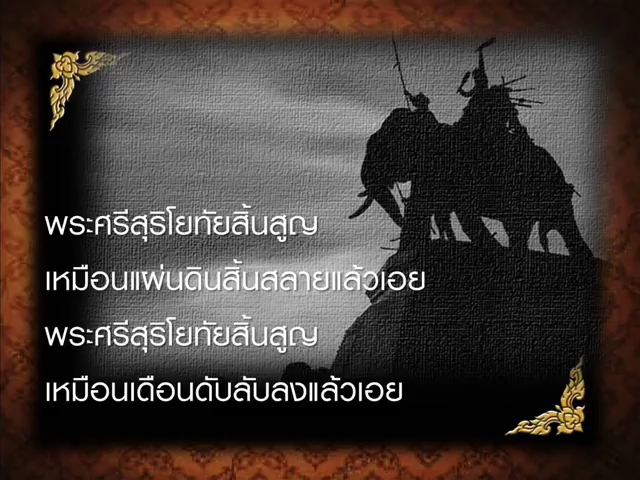 พระศรีสุริโยทัยสิ้นสูญ
เหมือนแผ่นดินสิ้นสลายแล้วเอย
พระศรีสุริโยทัยสิ้นสูญ
เหมือนเดือนดับลับลงแล้วเอย